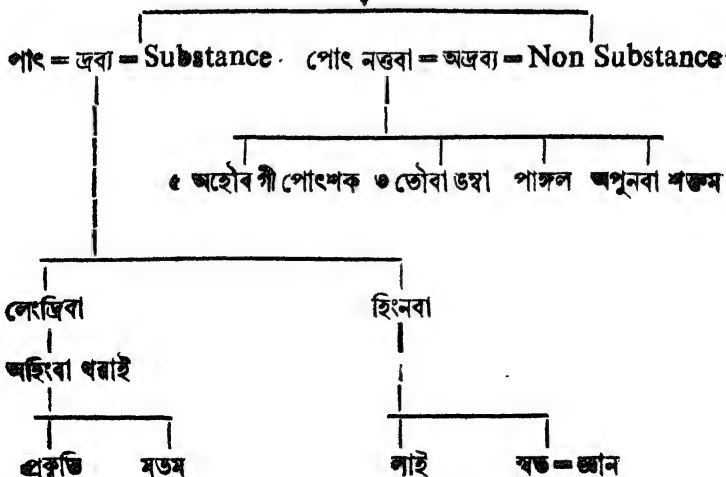 পোৎ = দ্রব্য = Substance. পোৎ নত্তবা = অদ্রব্য = Non Substance
৫ অহৌব গী পোৎশক ৩ তৌবা ঙম্বা পাঙ্গল অপুনবা শক্তম
লেংদ্রিবা হিংনবা
অহিংবা থৱাই
প্রকৃতি মতম লাই স্বত্ত = জ্ঞান